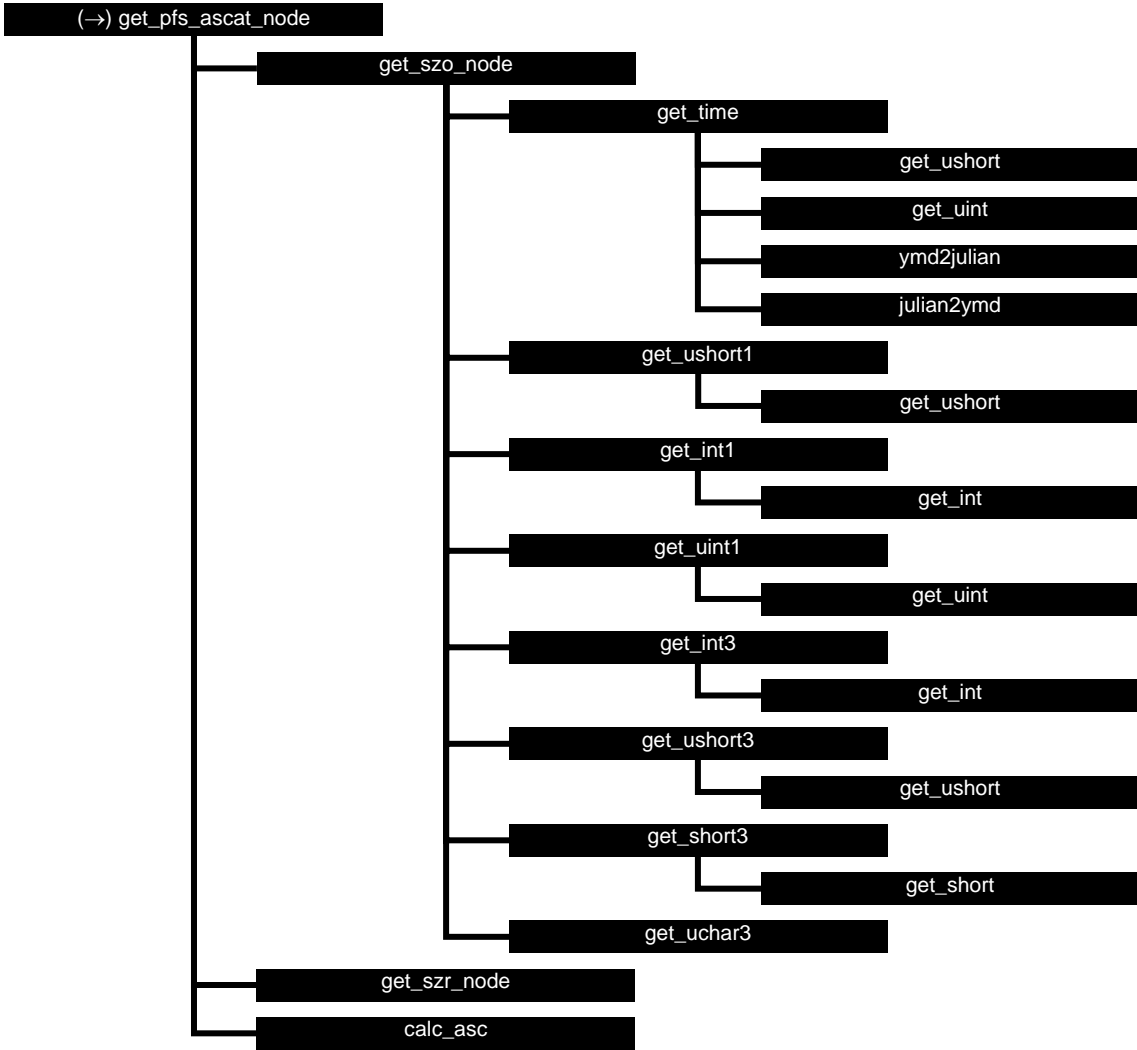 (→) get_pfs_ascat_node
get_szo_node
get_time
get_ushort
get_uint
ymd2julian
julian2ymd
get_ushort1
get_ushort
get_int1
get_int
get_uint1
get_uint
get_int3
get_int
get_ushort3
get_ushort
get_short3
get_short
get_uchar3
get_szr_node
calc_asc